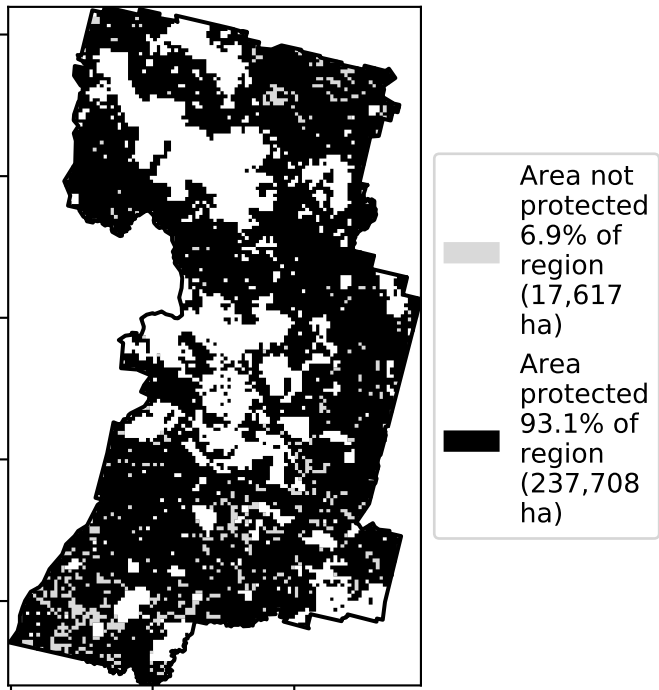 Area not
protected
6.9% of
region
(17,617
ha)
Area
protected
93.1% of
region
(237,708
ha)